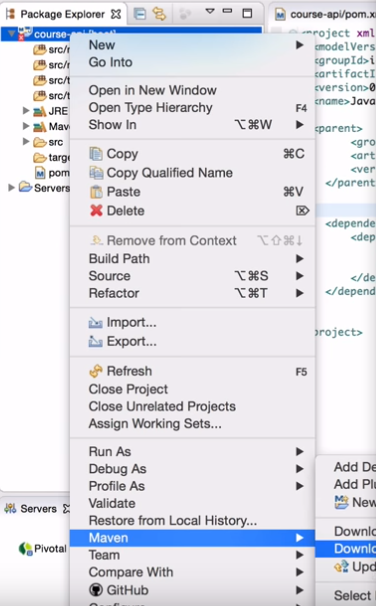 Package Explorer
course-api/pom.x
course-api [boot]
src/
src/r
src/t
src/t
JRE
Mave
src
targe
pom
Servers
New
Go Into
Open in New Window
Open Type Hierarchy F4
Show In ⌥⌘W
Copy ⌘C
Copy Qualified Name
Paste ⌘V
Delete ⌦
Remove from Context ⌥⇧⌘↓
Build Path
Source ⌥⌘S
Refactor ⌥⌘T
Import...
Export...
Refresh F5
Close Project
Close Unrelated Projects
Assign Working Sets...
Run As
Debug As
Profile As
Validate
Restore from Local History...
Maven
Team
Compare With
GitHub
<project xml
modelVersi
groupId>i
artifactI
version>0
name>Java
parent>
<grou
<art
<ver
</parent
<depende
<dep
</de
</depend
project>
Add De
Add Plu
New
Downlo
Downlo
Upd
Select
Servers
Pivotal